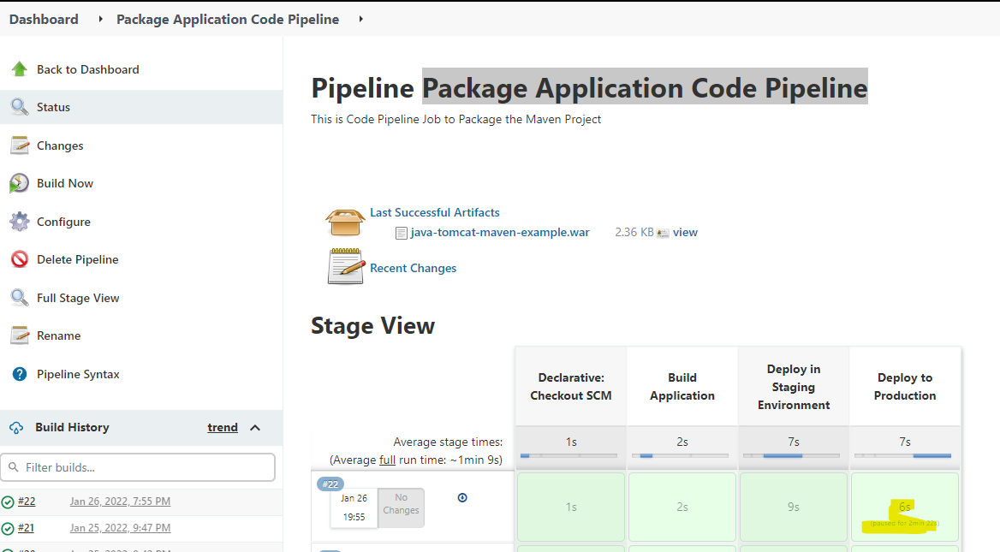 Dashboard
Package Application Code Pipeline
Back to Dashboard
Status
Changes
Build Now
Configure
Delete Pipeline
Full Stage View
Rename
Pipeline Syntax
Build History
trend
Filter builds...
#22
Jan 26, 2022, 7:55 PM
#21
Jan 25, 2022, 9:47 PM
Pipeline Package Application Code Pipeline
This is Code Pipeline Job to Package the Maven Project
Last Successful Artifacts
java-tomcat-maven-example.war 2.36 KB view
Recent Changes
Stage View
Declarative:
Checkout SCM
Build
Application
Deploy in
Staging
Environment
Deploy to
Production
Average stage times:
(Average full run time: ~1min 9s)
1s
2s
7s
7s
#22
Jan 26
19:55
No
Changes
1s
2s
9s
6s
(paused for 2min 22s)